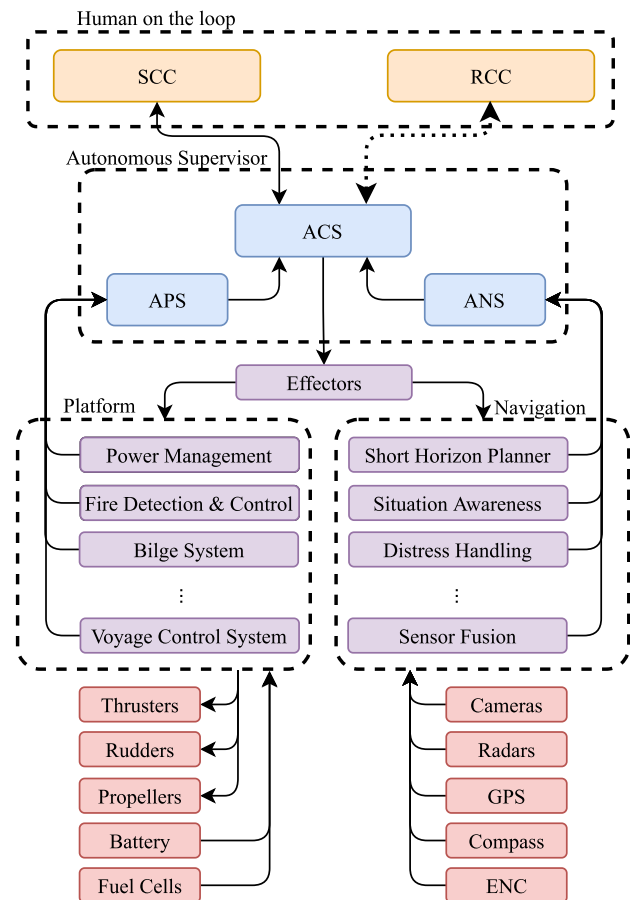 Human on the loop
SCC
RCC
Autonomous Supervisor
ACS
APS
ANS
Effectors
Platform
Navigation
Power Management
Fire Detection & Control
Bilge System
⋮
Voyage Control System
Short Horizon Planner
Situation Awareness
Distress Handling
⋮
Sensor Fusion
Thrusters
Rudders
Propellers
Battery
Fuel Cells
Cameras
Radars
GPS
Compass
ENC